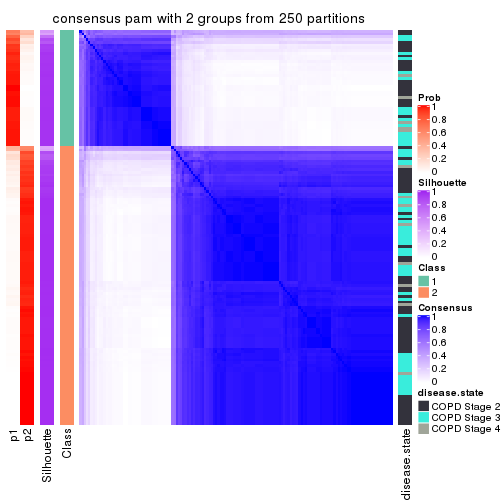 consensus pam with 2 groups from 250 partitions
Prob
1
0.8
0.6
0.4
0.2
0
Silhouette
1
0.8
0.6
0.4
0.2
0
Class
1
2
Consensus
1
0.8
0.6
0.4
0.2
0
disease.state
COPD Stage 2
COPD Stage 3
COPD Stage 4
p1
p2
Silhouette
Class
disease.state